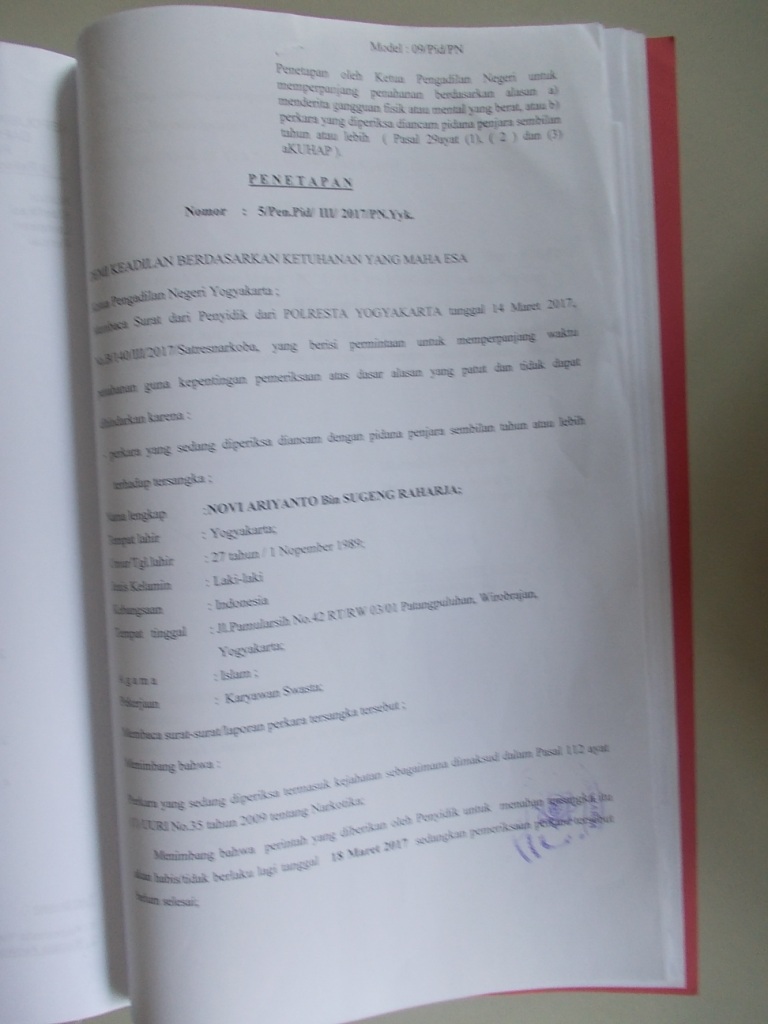 Model : 09/Pid/PN
Penetapan oleh Ketua Pengadilan Negeri untuk
memperpanjang penahanan berdasarkan alasan a)
menderita gangguan fisik atau mental yang berat, atau b)
perkara yang diperiksa diancam pidana penjara sembilan
tahun atau lebih ( Pasal 29ayat (1), ( 2 ) dan (3)
aKUHAP ).
PENETAPAN
Nomor : 5/Pen.Pid/ III/ 2017/PN.Yyk.
KEADILAN BERDASARKAN KETUHANAN YANG MAHA ESA
Pengadilan Negeri Yogyakarta ;
Surat dari Penyidik dari POLRESTA YOGYAKARTA tanggal 14 Maret 2017,
No.B/140/III/2017/Satresnarkoba, yang berisi permintaan untuk memperpanjang waktu
guna kepentingan pemeriksaan atas dasar alasan yang patut dan tidak dapat
karena :
- perkara yang sedang diperiksa diancam dengan pidana penjara sembilan tahun atau lebih
terhadap tersangka ;
Nama lengkap :NOVI ARIYANTO Bin SUGENG RAHARJA;
Tempat lahir : Yogyakarta;
Umur/Tgl.lahir : 27 tahun / 1 Nopember 1989;
Jenis Kelamin : Laki-laki
Kebangsaan : Indonesia
Tempat tinggal : Jl.Pamularsih No.42 RT/RW 03/01 Patangpuluhan, Wirobrajan,
Yogyakarta;
Agama : Islam ;
Pekerjaan : Karyawan Swasta;
Membaca surat-surat/laporan perkara tersangka tersebut ;
Menimbang bahwa :
Perkara yang sedang diperiksa termasuk kejahatan sebagaimana dimaksud dalam Pasal 112 ayat
UURI No.35 tahun 2009 tentang Narkotika;
Menimbang bahwa perintah yang diberikan oleh Penyidik untuk menahan tersangka itu
akan habis/tidak berlaku lagi tanggal 18 Maret 2017 sedangkan pemeriksaan perkara tersebut
belum selesai;